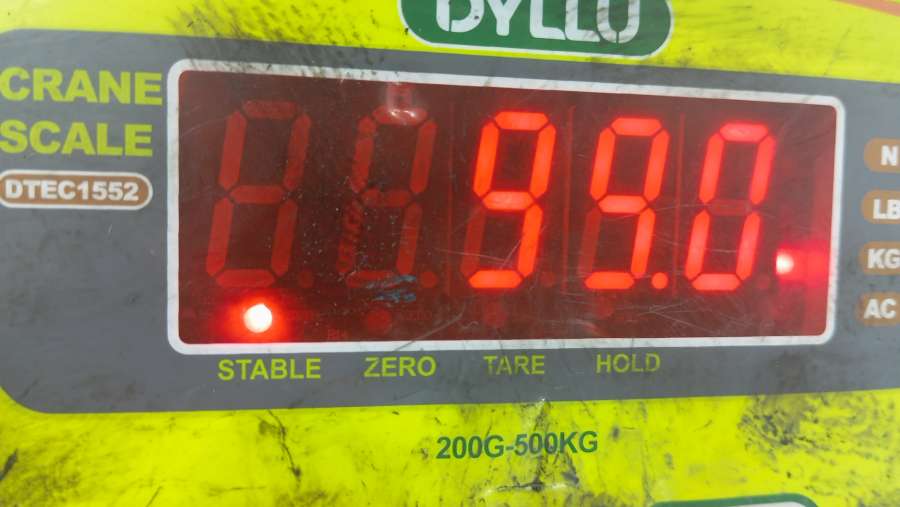 DYLLU
CRANE
SCALE
DTEC1552
99.0
N
LB
KG
AC
STABLE ZERO TARE HOLD
200G-500KG